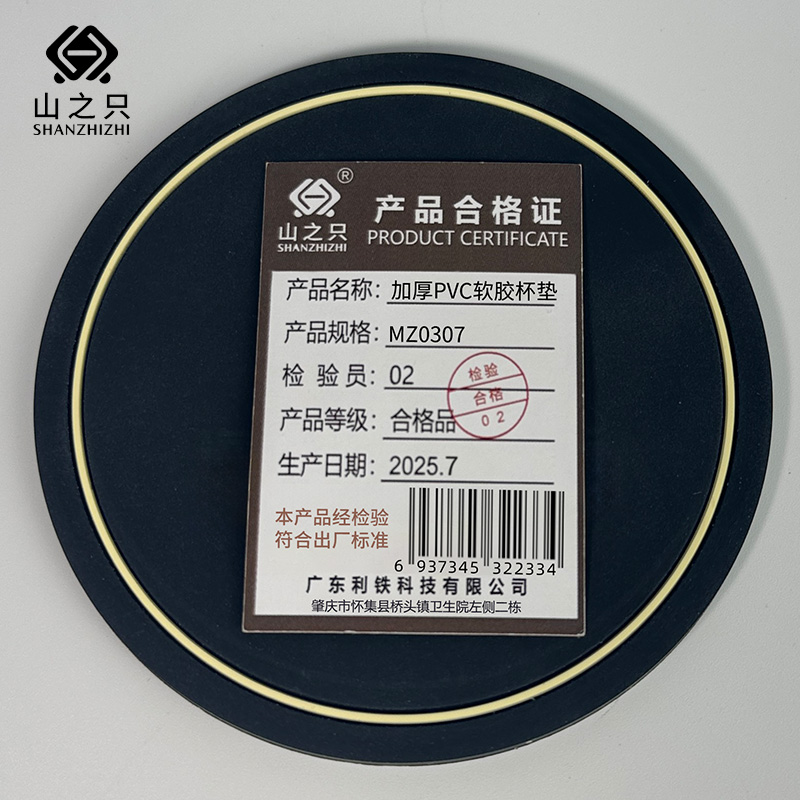 山之只
SHANZHIZHI
®
山之只
SHANZHIZHI
产品合格证
PRODUCT CERTIFICATE
产品名称：加厚PVC软胶杯垫
产品规格：MZ0307
检 验 员：02
产品等级：合格品
检验
合格
02
生产日期：2025.7
本产品经检验
符合出厂标准
6 937345 322334
广东利铁科技有限公司
肇庆市怀集县桥头镇卫生院左侧二栋